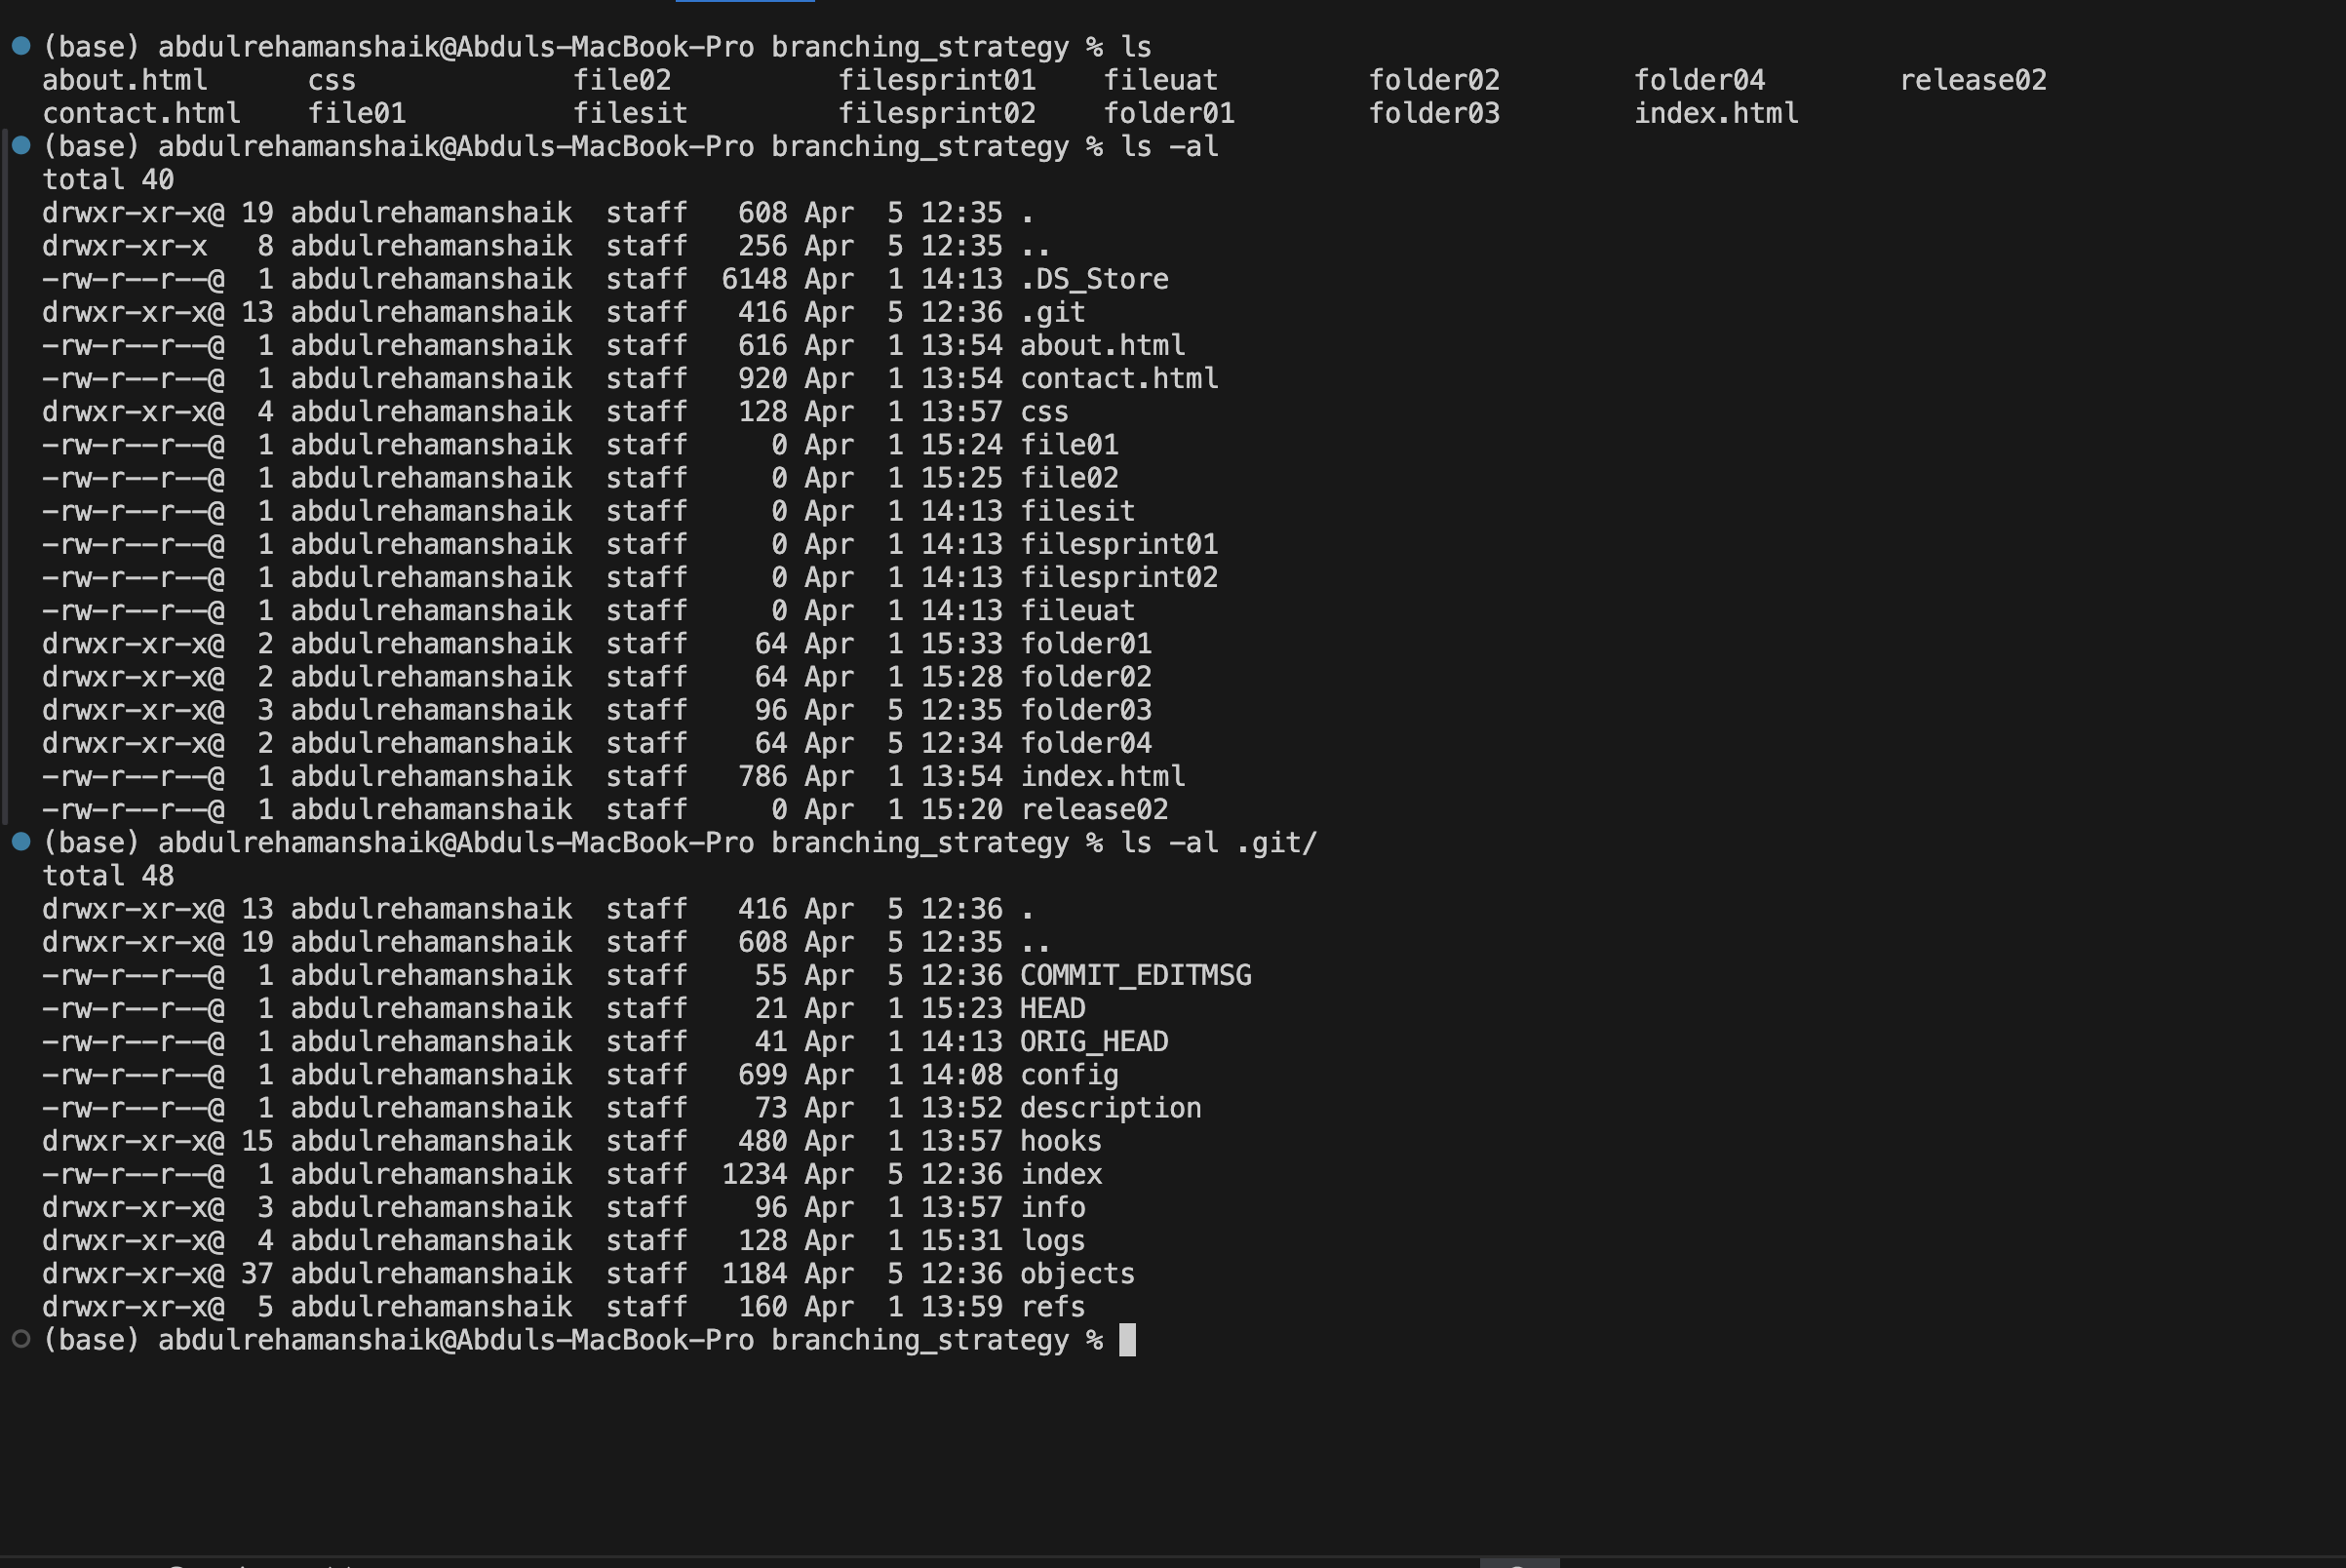 (base) abdulrehamanshaik@Abduls-MacBook-Pro branching_strategy % ls
about.html css file02 filesprint01 fileuat folder02 folder04 release02
contact.html file01 filesit filesprint02 folder01 folder03 index.html
(base) abdulrehamanshaik@Abduls-MacBook-Pro branching_strategy % ls -al
total 40
drwxr-xr-x@ 19 abdulrehamanshaik staff 608 Apr 5 12:35 .
drwxr-xr-x 8 abdulrehamanshaik staff 256 Apr 5 12:35 ..
-rw-r--r--@ 1 abdulrehamanshaik staff 6148 Apr 1 14:13 .DS_Store
drwxr-xr-x@ 13 abdulrehamanshaik staff 416 Apr 5 12:36 .git
-rw-r--r--@ 1 abdulrehamanshaik staff 616 Apr 1 13:54 about.html
-rw-r--r--@ 1 abdulrehamanshaik staff 920 Apr 1 13:54 contact.html
drwxr-xr-x@ 4 abdulrehamanshaik staff 128 Apr 1 13:57 css
-rw-r--r--@ 1 abdulrehamanshaik staff 0 Apr 1 15:24 file01
-rw-r--r--@ 1 abdulrehamanshaik staff 0 Apr 1 15:25 file02
-rw-r--r--@ 1 abdulrehamanshaik staff 0 Apr 1 14:13 filesit
-rw-r--r--@ 1 abdulrehamanshaik staff 0 Apr 1 14:13 filesprint01
-rw-r--r--@ 1 abdulrehamanshaik staff 0 Apr 1 14:13 filesprint02
-rw-r--r--@ 1 abdulrehamanshaik staff 0 Apr 1 14:13 fileuat
drwxr-xr-x@ 2 abdulrehamanshaik staff 64 Apr 1 15:33 folder01
drwxr-xr-x@ 2 abdulrehamanshaik staff 64 Apr 1 15:28 folder02
drwxr-xr-x@ 3 abdulrehamanshaik staff 96 Apr 5 12:35 folder03
drwxr-xr-x@ 2 abdulrehamanshaik staff 64 Apr 5 12:34 folder04
-rw-r--r--@ 1 abdulrehamanshaik staff 786 Apr 1 13:54 index.html
-rw-r--r--@ 1 abdulrehamanshaik staff 0 Apr 1 15:20 release02
(base) abdulrehamanshaik@Abduls-MacBook-Pro branching_strategy % ls -al .git/
total 48
drwxr-xr-x@ 13 abdulrehamanshaik staff 416 Apr 5 12:36 .
drwxr-xr-x@ 19 abdulrehamanshaik staff 608 Apr 5 12:35 ..
-rw-r--r--@ 1 abdulrehamanshaik staff 55 Apr 5 12:36 COMMIT_EDITMSG
-rw-r--r--@ 1 abdulrehamanshaik staff 21 Apr 1 15:23 HEAD
-rw-r--r--@ 1 abdulrehamanshaik staff 41 Apr 1 14:13 ORIG_HEAD
-rw-r--r--@ 1 abdulrehamanshaik staff 699 Apr 1 14:08 config
-rw-r--r--@ 1 abdulrehamanshaik staff 73 Apr 1 13:52 description
drwxr-xr-x@ 15 abdulrehamanshaik staff 480 Apr 1 13:57 hooks
-rw-r--r--@ 1 abdulrehamanshaik staff 1234 Apr 5 12:36 index
drwxr-xr-x@ 3 abdulrehamanshaik staff 96 Apr 1 13:57 info
drwxr-xr-x@ 4 abdulrehamanshaik staff 128 Apr 1 15:31 logs
drwxr-xr-x@ 37 abdulrehamanshaik staff 1184 Apr 5 12:36 objects
drwxr-xr-x@ 5 abdulrehamanshaik staff 160 Apr 1 13:59 refs
(base) abdulrehamanshaik@Abduls-MacBook-Pro branching_strategy %